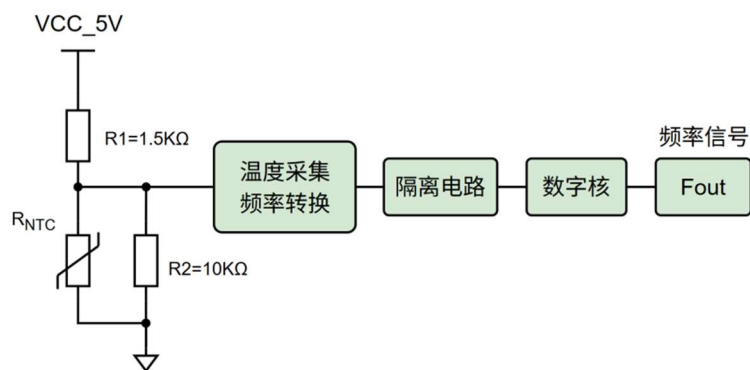 VCC_5V
R1=1.5KΩ
频率信号
温度采集
频率转换
隔离电路
数字核
Fout
RNTC
R2=10KΩ